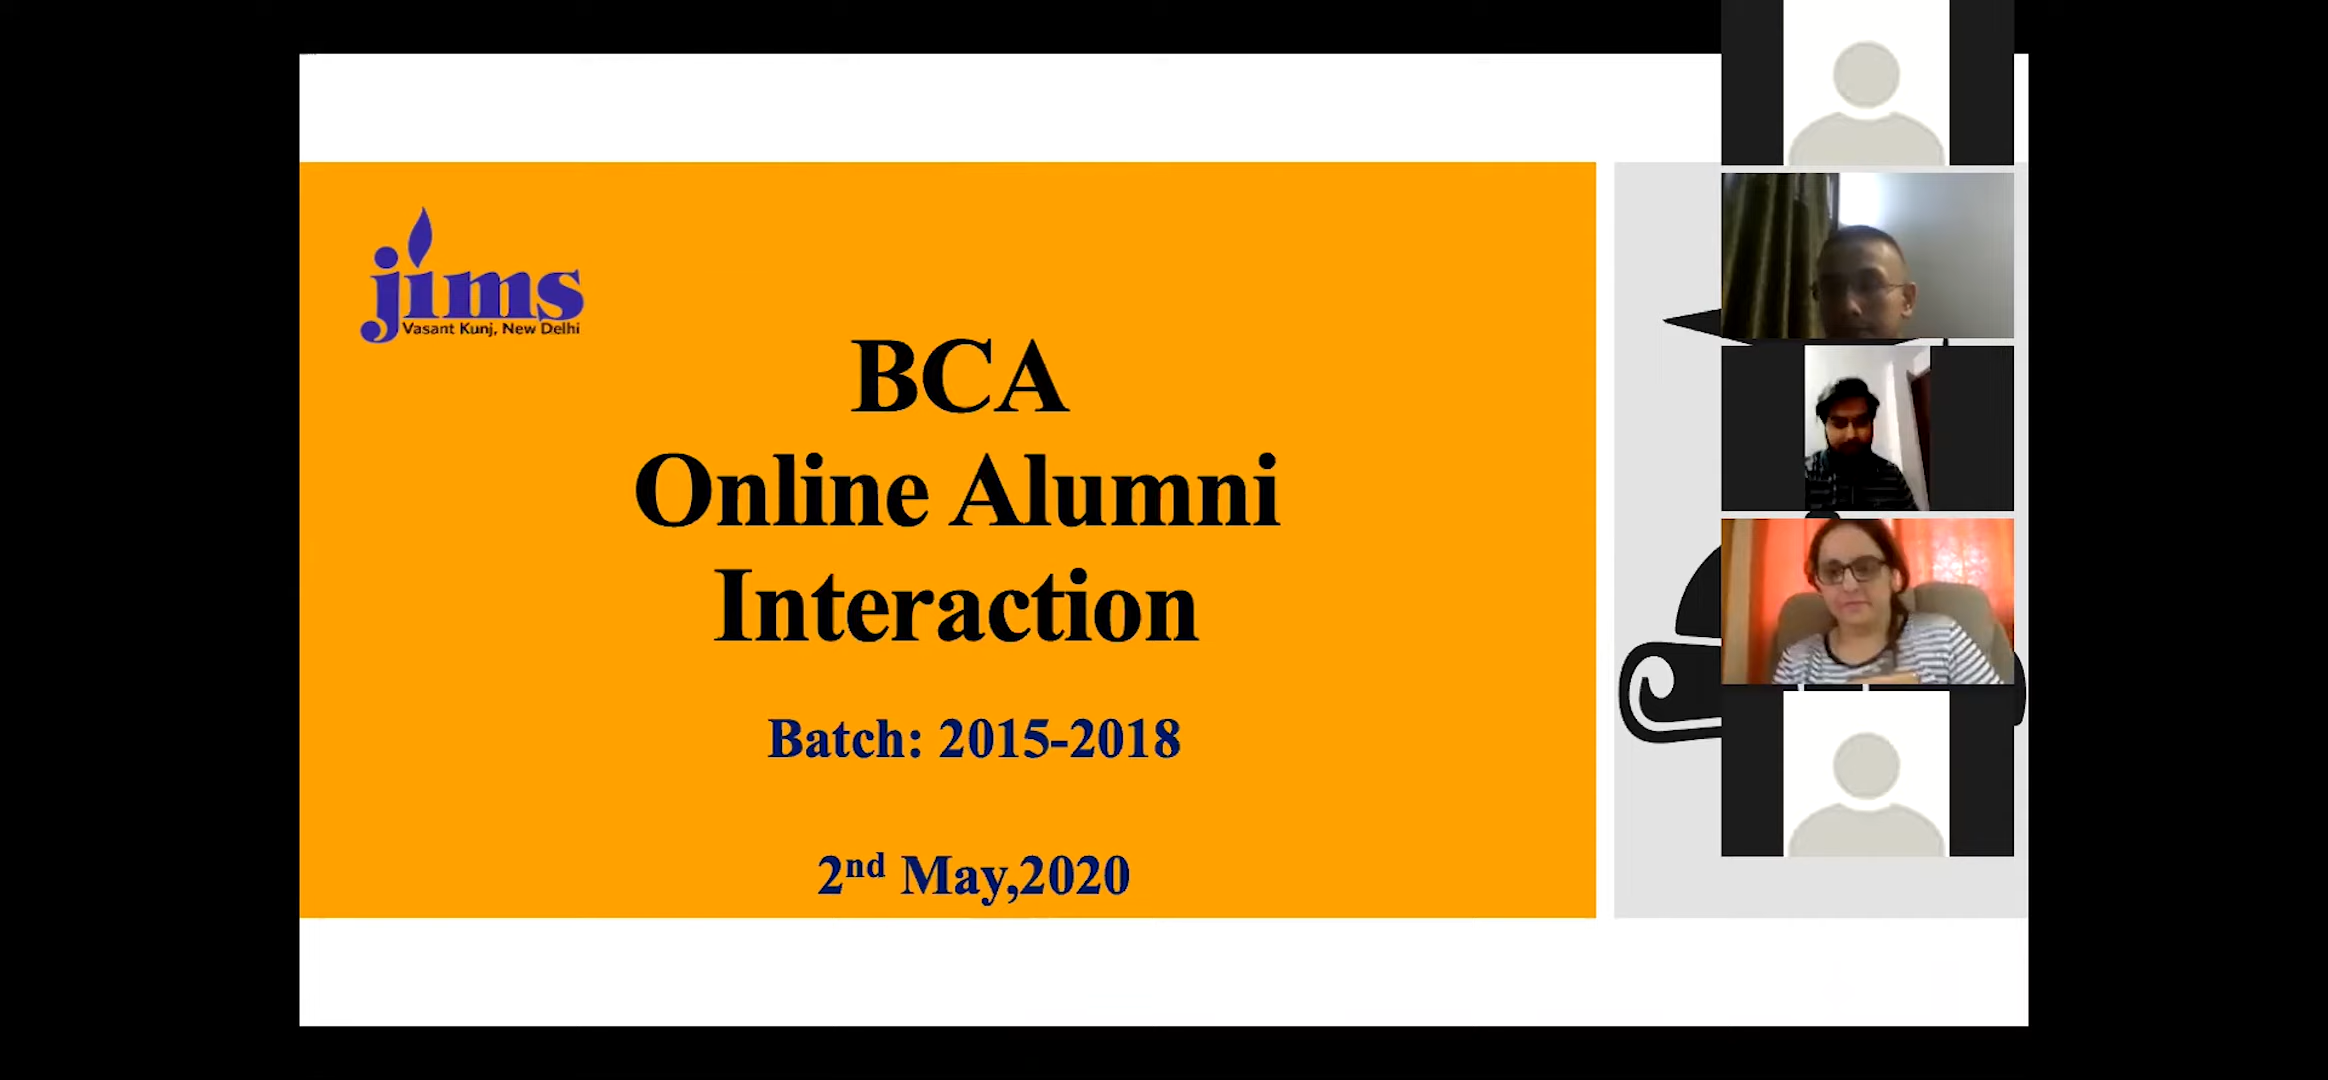 jims
Vasant Kunj, New Delhi
BCA
Online Alumni
Interaction
Batch: 2015-2018
2nd May,2020